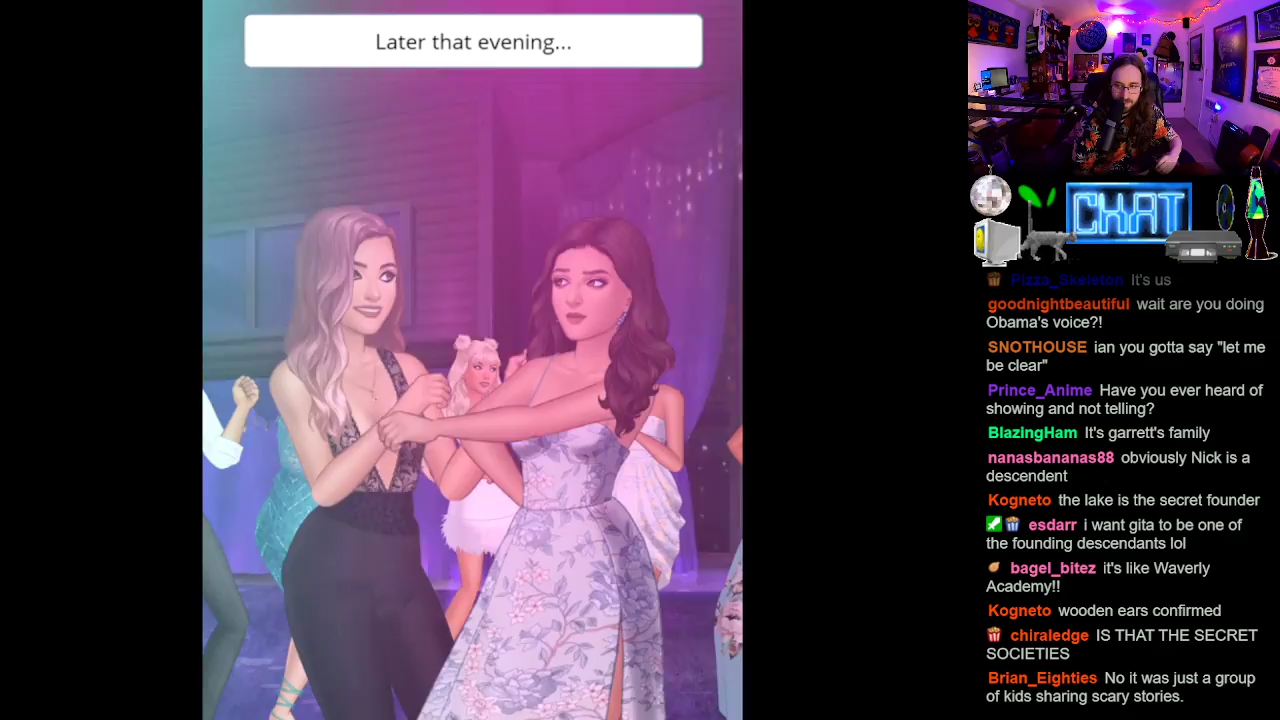 Later that evening...
CHAT
Pizza_Skeleton It's us
goodnightbeautiful wait are you doing
Obama's voice?!
SNOTHOUSE ian you gotta say "let me
be clear"
Prince_Anime Have you ever heard of
showing and not telling?
BlazingHam It's garrett's family
nanasbananas88 obviously Nick is a
descendent
Kogneto the lake is the secret founder
esdarr i want gita to be one of
the founding descendants lol
bagel_bitez it's like Waverly
Academy!!
Kogneto wooden ears confirmed
chiraledge IS THAT THE SECRET
SOCIETIES
Brian_Eighties No it was just a group
of kids sharing scary stories.